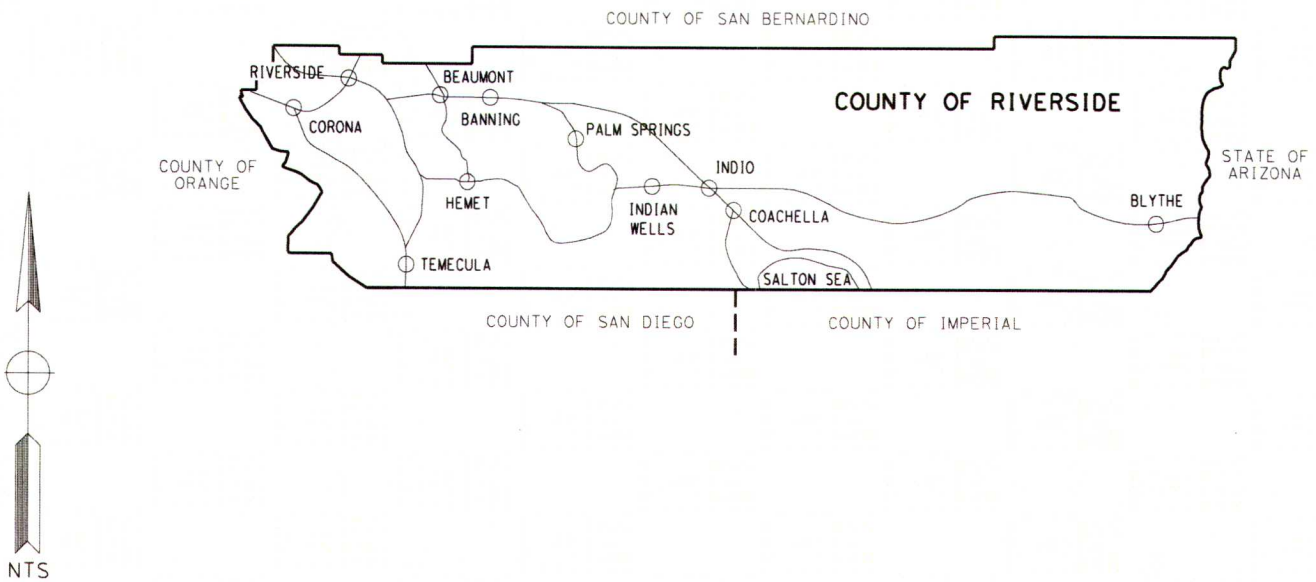 COUNTY OF SAN BERNARDINO
RIVERSIDE
BEAUMONT
COUNTY OF RIVERSIDE
BANNING
CORONA
PALM SPRINGS
COUNTY OF
ORANGE
STATE OF
ARIZONA
INDIO
HEMET
INDIAN
WELLS
COACHELLA
BLYTHE
TEMECULA
SALTON SEA
COUNTY OF SAN DIEGO
COUNTY OF IMPERIAL
NTS